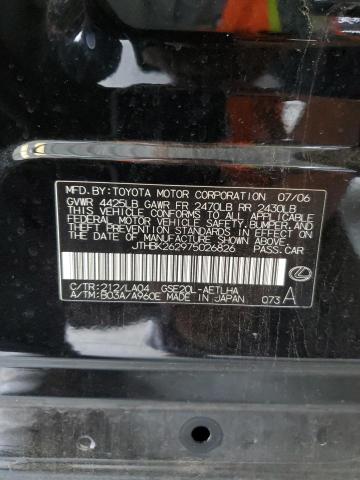 MFD.BY:TOYOTA MOTOR CORPORATION 07/06
GVWR 4425LB GAWR FR 2470LB RR 2430LB
THIS VEHICLE CONFORMS TO ALL APPLICABLE
FEDERAL MOTOR VEHICLE SAFETY, BUMPER, AND
THEFT PREVENTION STANDARDS IN EFFECT ON
THE DATE OF MANUFACTURE SHOWN ABOVE.
JTHBK262975026826 PASS.CAR
C/TR:212/LA04 GSE20L-AETLHA
A/TM:B03A/A960E MADE IN JAPAN 073 A